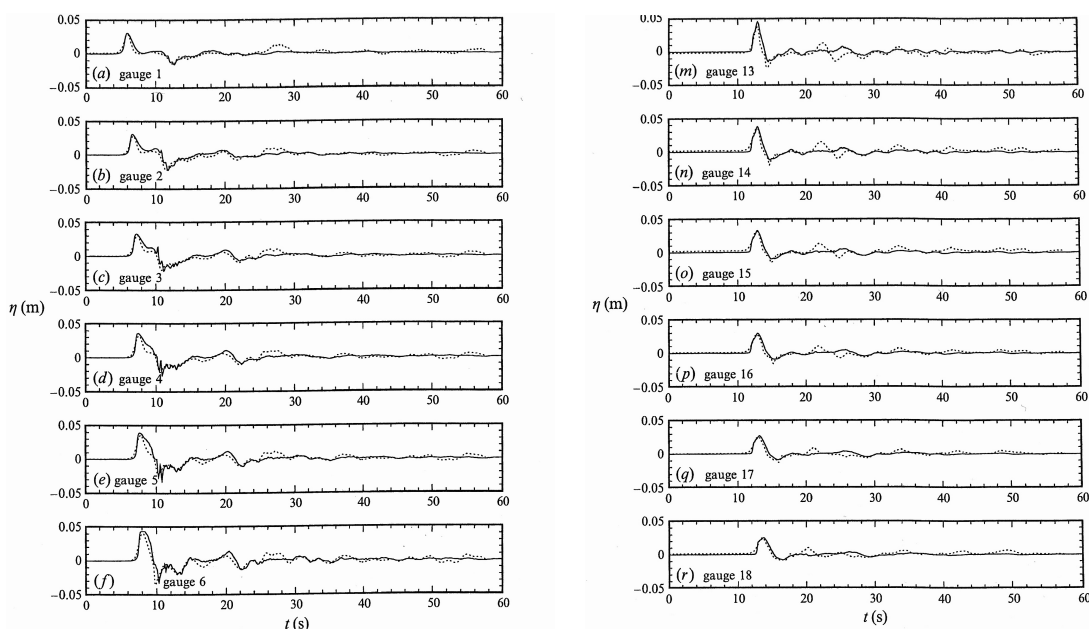 0.05
0
(a) gauge 1
−0.05
0 10 20 30 40 50 60
0.05
0
(b) gauge 2
−0.05
0 10 20 30 40 50 60
0.05
0
(c) gauge 3
−0.05
0 10 20 30 40 50 60
η (m)
0.05
0
(d) gauge 4
−0.05
0 10 20 30 40 50 60
0.05
0
(e) gauge 5
−0.05
0 10 20 30 40 50 60
0.05
0
(f) gauge 6
−0.05
0 10 20 30 40 50 60
t (s)
0.05
0
(m) gauge 13
−0.05
0 10 20 30 40 50 60
0.05
0
(n) gauge 14
−0.05
0 10 20 30 40 50 60
0.05
0
(o) gauge 15
−0.05
0 10 20 30 40 50 60
η (m)
0.05
0
(p) gauge 16
−0.05
0 10 20 30 40 50 60
0.05
0
(q) gauge 17
−0.05
0 10 20 30 40 50 60
0.05
0
(r) gauge 18
−0.05
0 10 20 30 40 50 60
t (s)